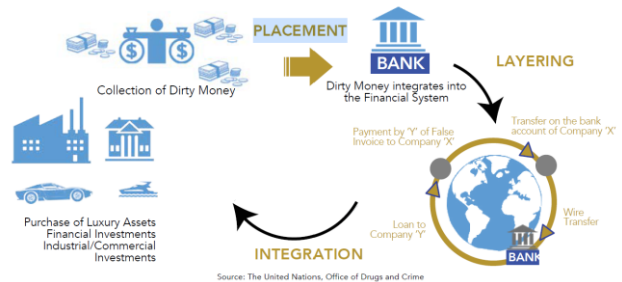 PLACEMENT
$ $
BANK
LAYERING
Collection of Dirty Money
Dirty Money integrates into
the Financial System
Payment by 'Y' of False
Invoice to Company 'X'
Transfer on the bank
account of Company 'X'
Loan to
Company 'Y'
Wire
Transfer
BANK
Purchase of Luxury Assets
Financial Investments
Industrial/Commercial
Investments
INTEGRATION
Source: The United Nations, Office of Drugs and Crime